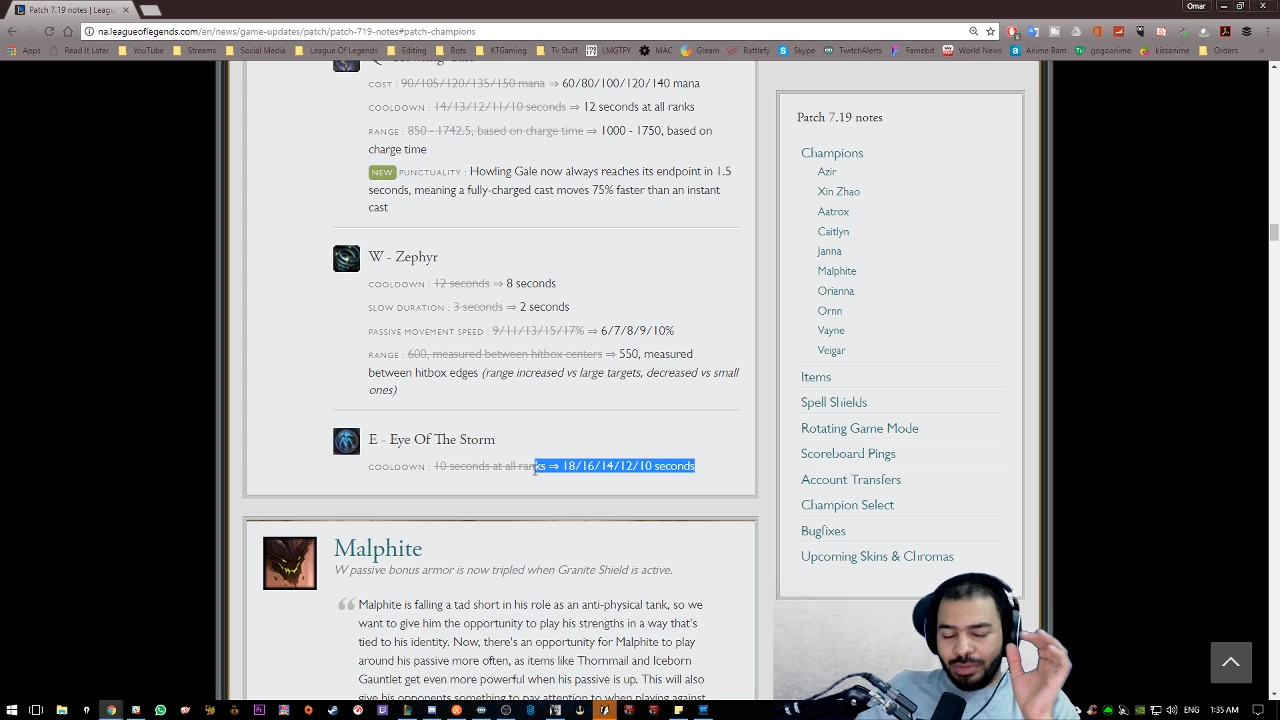 Patch 7.19 notes | Leagu
Omar
na.leagueoflegends.com/en/news/game-updates/patch/patch-719-notes#patch-champions
Apps Read It Later YouTube Streams Social Media League Of Legends Editing Bots KTGaming Tv Stuff LMGTFY MAC Gleam Battlefy Skype TwitchAlerts Famebit World News Anime Bam gogoanime kissanime Orders
COST : 90/105/120/135/150 mana ⇒ 60/80/100/120/140 mana
COOLDOWN : 14/13/12/11/10 seconds ⇒ 12 seconds at all ranks
RANGE : 850 - 1742.5, based on charge time ⇒ 1000 - 1750, based on
charge time
NEW PUNCTUALITY : Howling Gale now always reaches its endpoint in 1.5
seconds, meaning a fully-charged cast moves 75% faster than an instant
cast
W - Zephyr
COOLDOWN : 12 seconds ⇒ 8 seconds
SLOW DURATION : 3 seconds ⇒ 2 seconds
PASSIVE MOVEMENT SPEED : 9/11/13/15/17% ⇒ 6/7/8/9/10%
RANGE : 600, measured between hitbox centers ⇒ 550, measured
between hitbox edges (range increased vs large targets, decreased vs small
ones)
E - Eye Of The Storm
COOLDOWN : 10 seconds at all ranks ⇒ 18/16/14/12/10 seconds
Malphite
W passive bonus armor is now tripled when Granite Shield is active.
Malphite is falling a tad short in his role as an anti-physical tank, so we
want to give him the opportunity to play his strengths in a way that's
tied to his identity. Now, there's an opportunity for Malphite to play
around his passive more often, as items like Thornmail and Iceborn
Gauntlet get even more powerful when his passive is up. This will also
give his opponents something to pay attention to when playing against
Patch 7.19 notes
Champions
Azir
Xin Zhao
Aatrox
Caitlyn
Janna
Malphite
Orianna
Ornn
Vayne
Veigar
Items
Spell Shields
Rotating Game Mode
Scoreboard Pings
Account Transfers
Champion Select
Bugfixes
Upcoming Skins & Chromas
ENG 1:35 AM